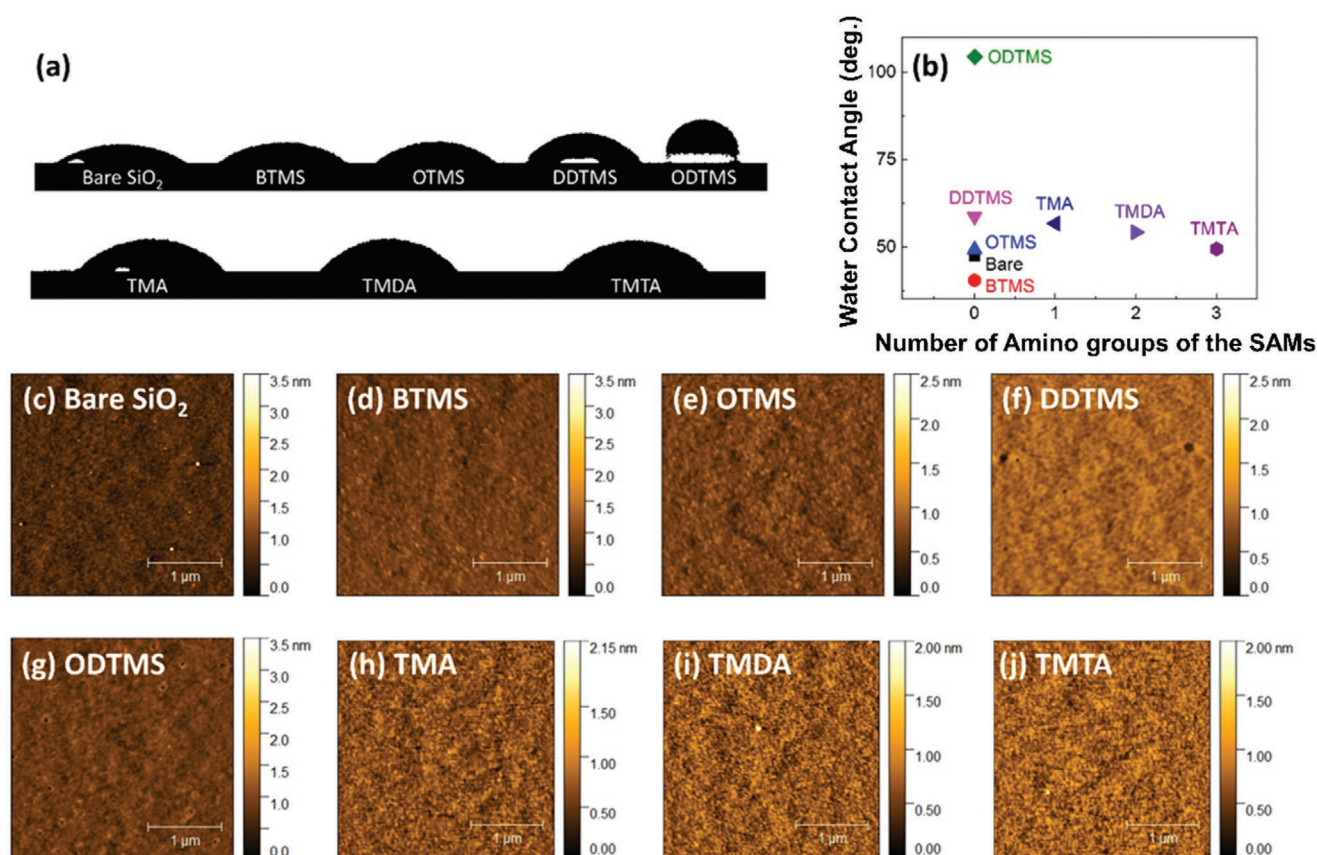 (a)
Bare SiO₂ BTMS OTMS DDTMS ODTMS
TMA TMDA TMTA
(b)
Water Contact Angle (deg.)
100
75
50
ODTMS
DDTMS
TMA
TMDA
TMTA
OTMS
Bare
BTMS
0 1 2 3
Number of Amino groups of the SAMs
(c) Bare SiO₂
3.5 nm
3.0
2.5
2.0
1.5
1.0
0.0
1 µm
(d) BTMS
3.5 nm
3.0
2.5
2.0
1.5
1.0
0.0
1 µm
(e) OTMS
2.5 nm
2.0
1.5
1.0
0.5
0.0
1 µm
(f) DDTMS
2.5 nm
2.0
1.5
1.0
0.5
0.0
1 µm
(g) ODTMS
3.5 nm
3.0
2.5
2.0
1.5
1.0
0.0
1 µm
(h) TMA
2.15 nm
1.50
1.00
0.50
0.00
1 µm
(i) TMDA
2.00 nm
1.50
1.00
0.50
0.00
1 µm
(j) TMTA
2.00 nm
1.50
1.00
0.50
0.00
1 µm